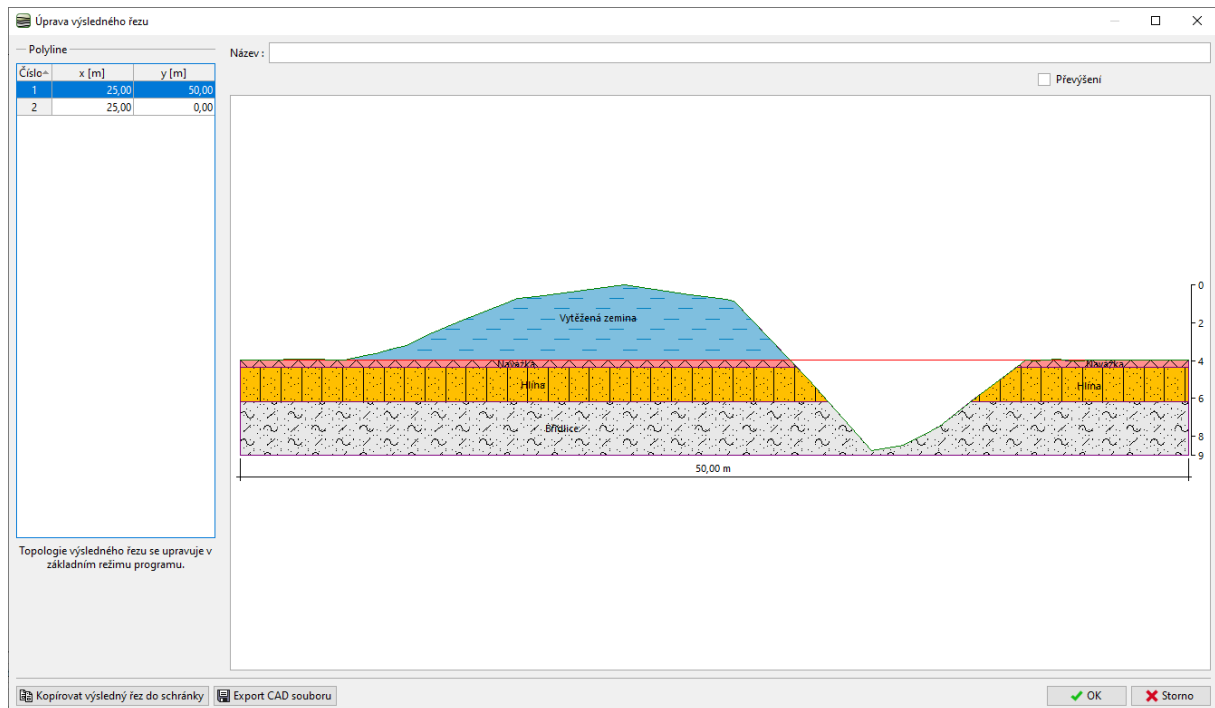 Úprava výsledného řezu
Polyline
Název :
Číslo x [m] y [m]
1 25,00 50,00
2 25,00 0,00
Převýšení
0
Vytěžená zemina
2
4
Navážka Navážka
Hlína Hlína
6
Břidlice
8
9
50,00 m
Topologie výsledného řezu se upravuje v
základním režimu programu.
Kopírovat výsledný řez do schránky Export CAD souboru OK Storno